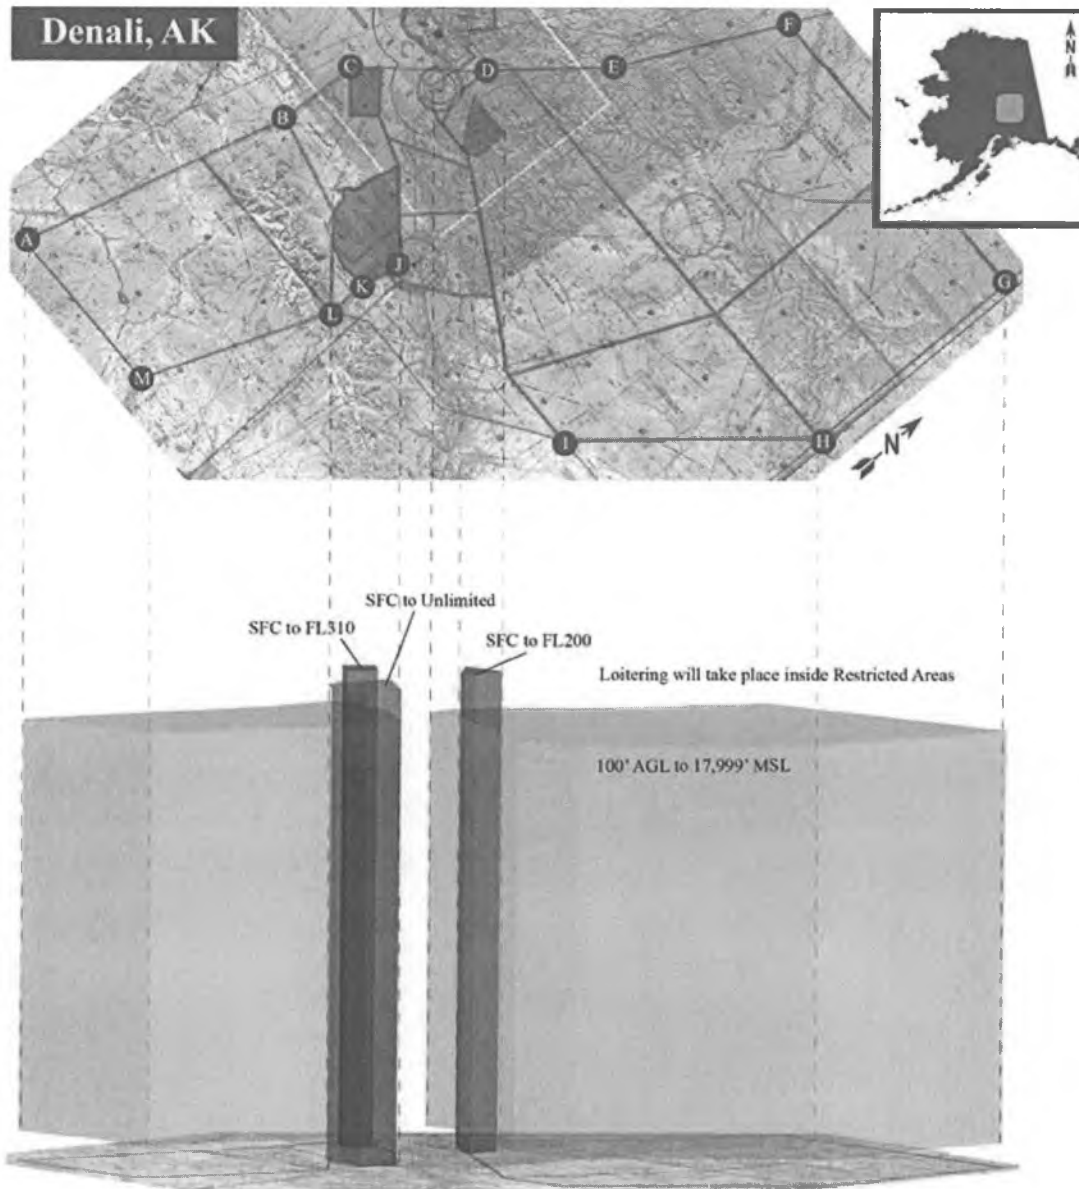 Denali, AK
N
F
C
D
E
B
A
J
G
K
L
M
I
H
N
SFC to Unlimited
SFC to FL310
SFC to FL200
Loitering will take place inside Restricted Areas
100' AGL to 17,999' MSL